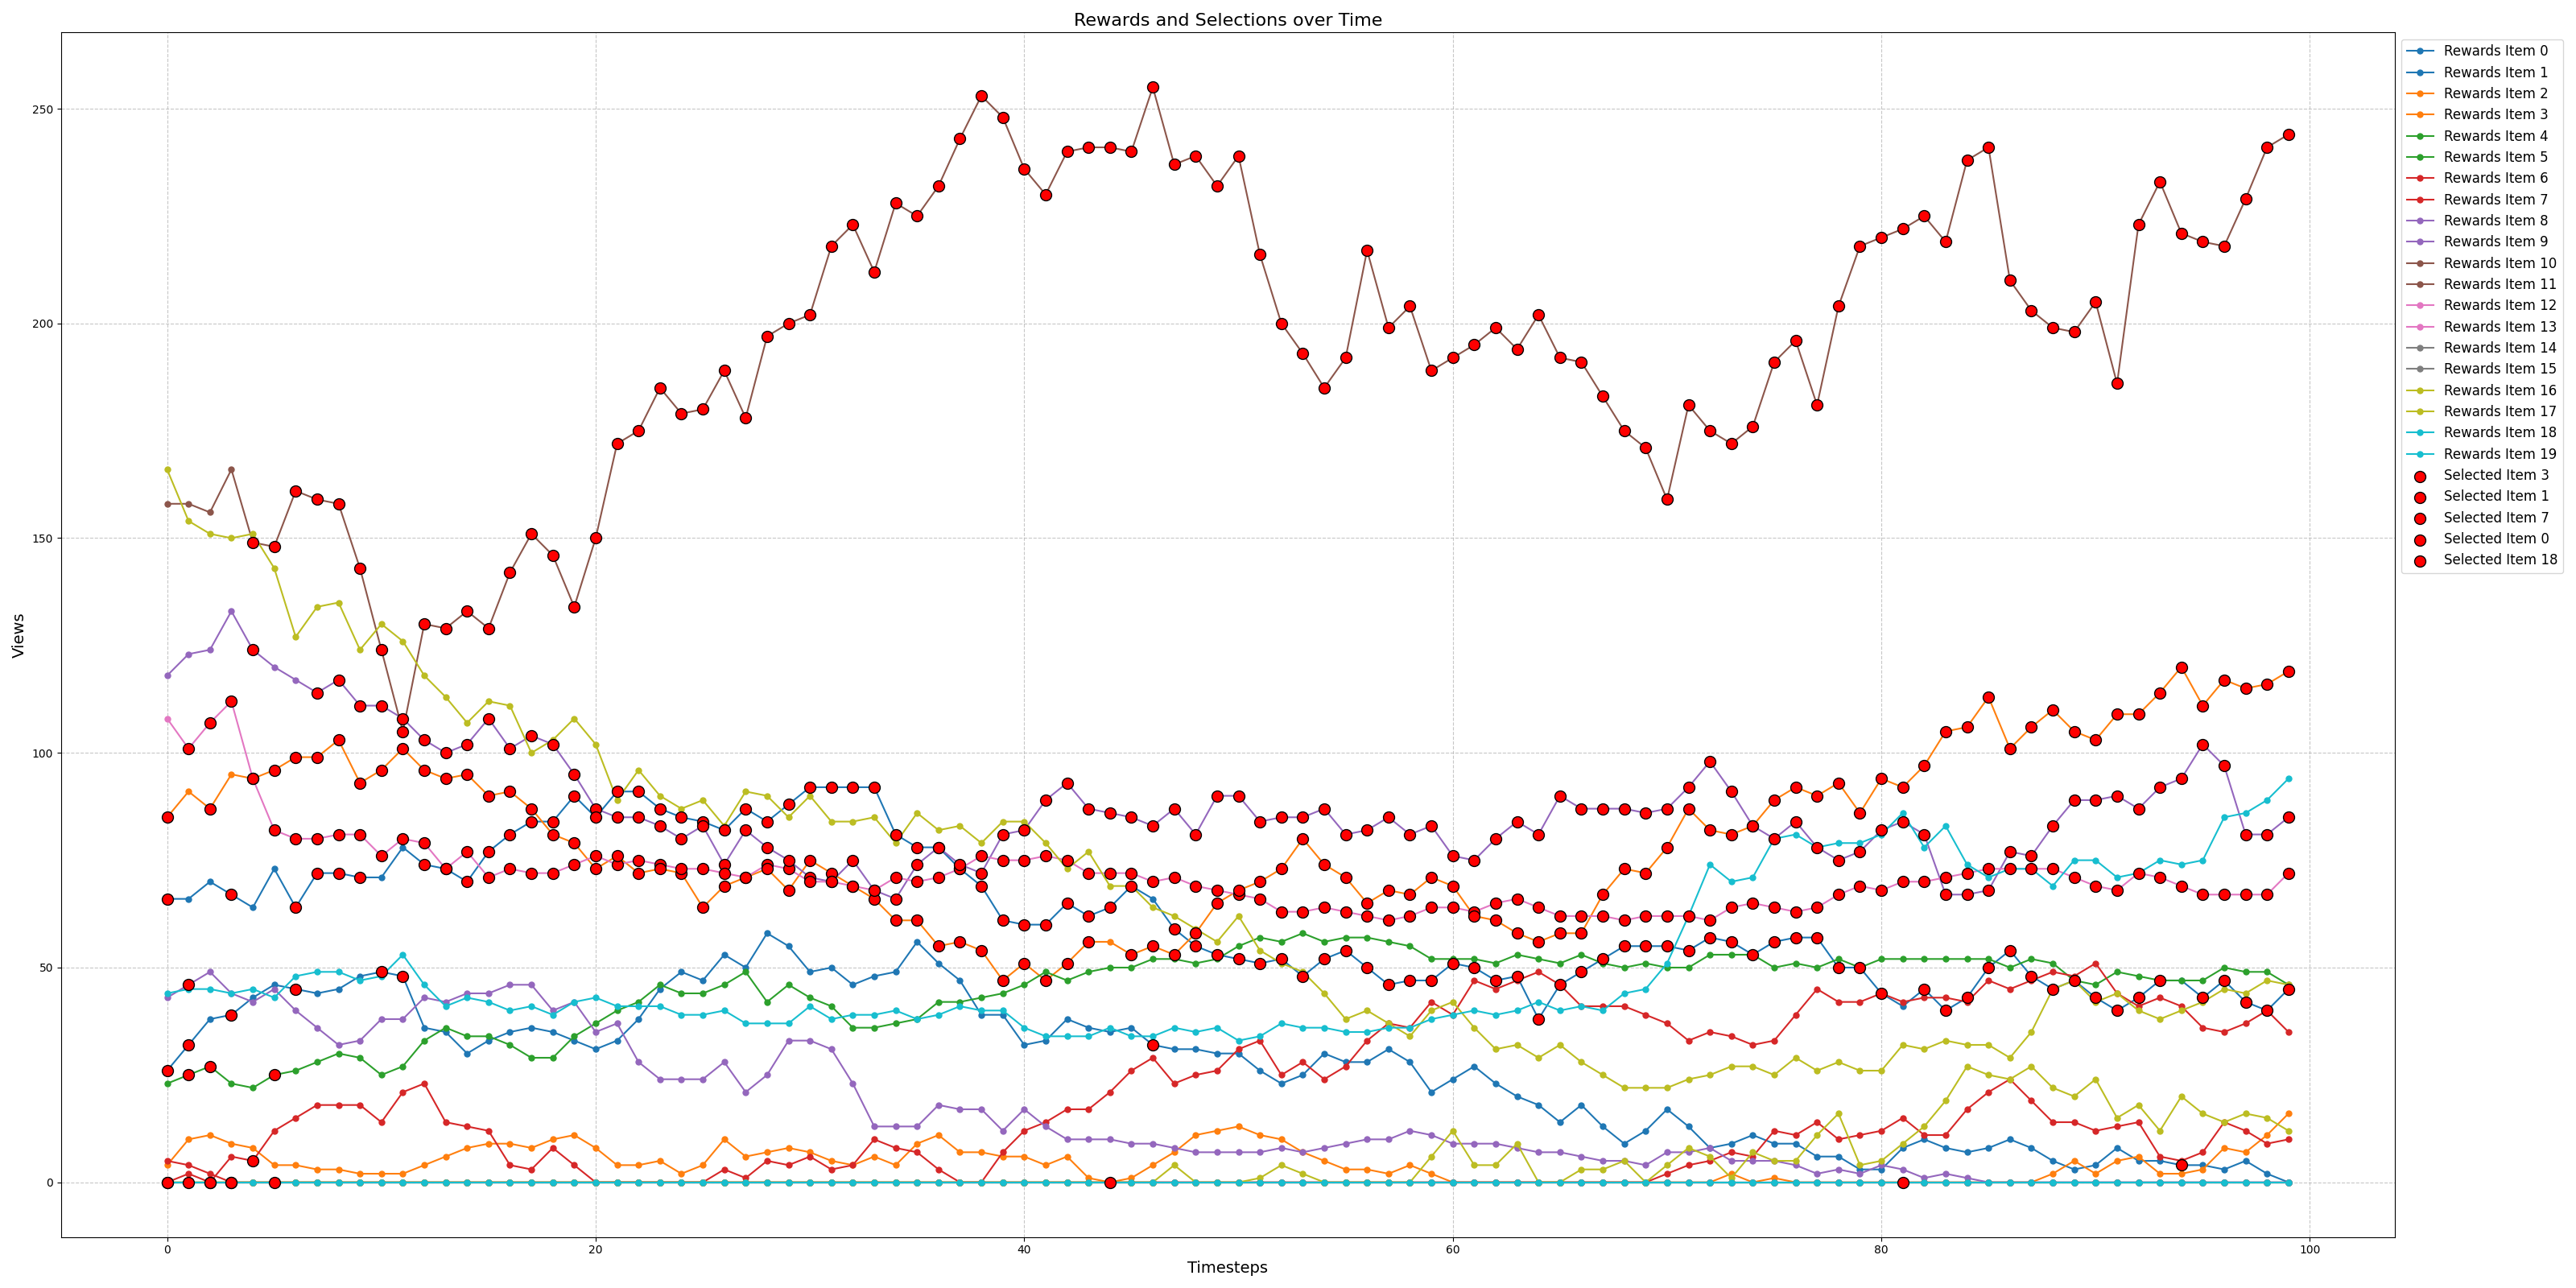 Rewards and Selections over Time
Views
250
200
150
100
50
0
0
20
40
60
80
100
Timesteps
Rewards Item 0
Rewards Item 1
Rewards Item 2
Rewards Item 3
Rewards Item 4
Rewards Item 5
Rewards Item 6
Rewards Item 7
Rewards Item 8
Rewards Item 9
Rewards Item 10
Rewards Item 11
Rewards Item 12
Rewards Item 13
Rewards Item 14
Rewards Item 15
Rewards Item 16
Rewards Item 17
Rewards Item 18
Rewards Item 19
Selected Item 3
Selected Item 1
Selected Item 7
Selected Item 0
Selected Item 18